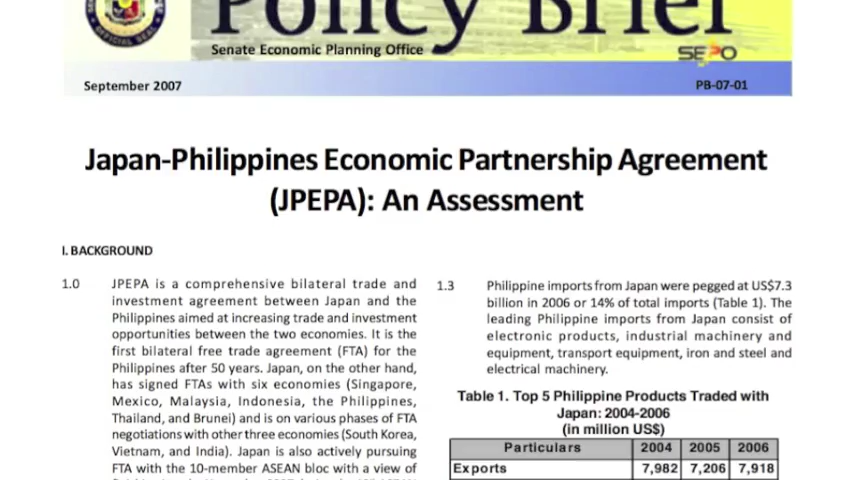 Policy Brief
Senate Economic Planning Office
SEPO
September 2007
PB-07-01
Japan-Philippines Economic Partnership Agreement
(JPEPA): An Assessment
I. BACKGROUND
1.0 JPEPA is a comprehensive bilateral trade and
investment agreement between Japan and the
Philippines aimed at increasing trade and investment
opportunities between the two economies. It is the
first bilateral free trade agreement (FTA) for the
Philippines after 50 years. Japan, on the other hand,
has signed FTAs with six economies (Singapore,
Mexico, Malaysia, Indonesia, the Philippines,
Thailand, and Brunei) and is on various phases of FTA
negotiations with other three economies (South Korea,
Vietnam, and India). Japan is also actively pursuing
FTA with the 10-member ASEAN bloc with a view of
1.3 Philippine imports from Japan were pegged at US$7.3
billion in 2006 or 14% of total imports (Table 1). The
leading Philippine imports from Japan consist of
electronic products, industrial machinery and
equipment, transport equipment, iron and steel and
electrical machinery.
Table 1. Top 5 Philippine Products Traded with
Japan: 2004-2006
(in million US$)
Particulars 2004 2005 2006
Exports 7,982 7,206 7,918